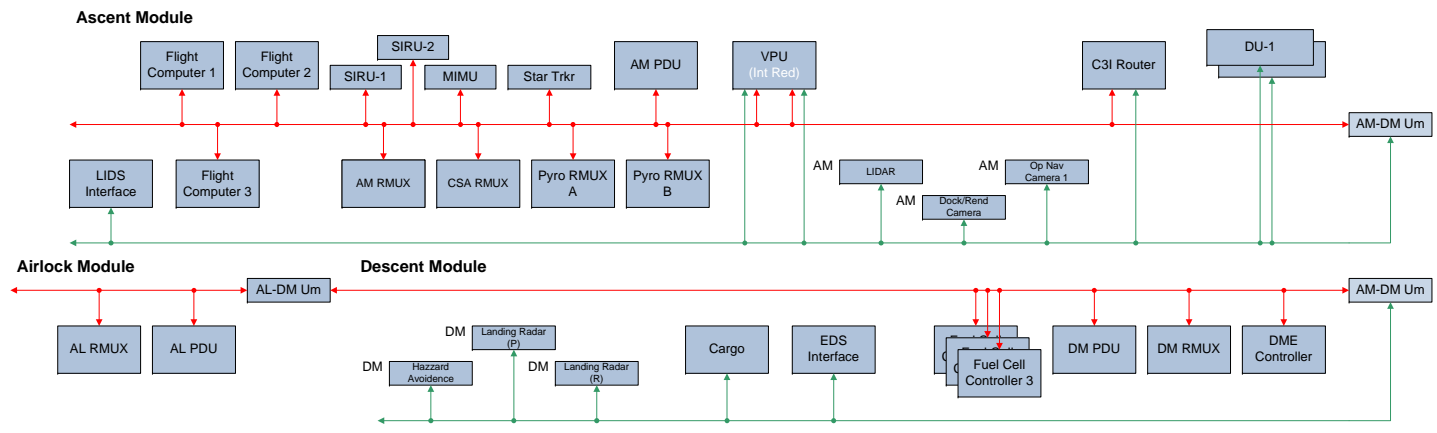 Ascent Module
Flight
Computer 1
Flight
Computer 2
SIRU-1
SIRU-2
MIMU
Star Trkr
AM PDU
VPU
(Int Red)
C3I Router
DU-1
AM-DM Um
LIDS
Interface
Flight
Computer 3
AM RMUX
CSA RMUX
Pyro RMUX
A
Pyro RMUX
B
AM
LIDAR
AM
Dock/Rend
Camera
AM
Op Nav
Camera 1
Airlock Module
Descent Module
AL-DM Um
AM-DM Um
AL RMUX
AL PDU
DM
Hazzard
Avoidence
DM
Landing Radar
(P)
DM
Landing Radar
(R)
Cargo
EDS
Interface
Fuel Cell
Controller 3
DM PDU
DM RMUX
DME
Controller